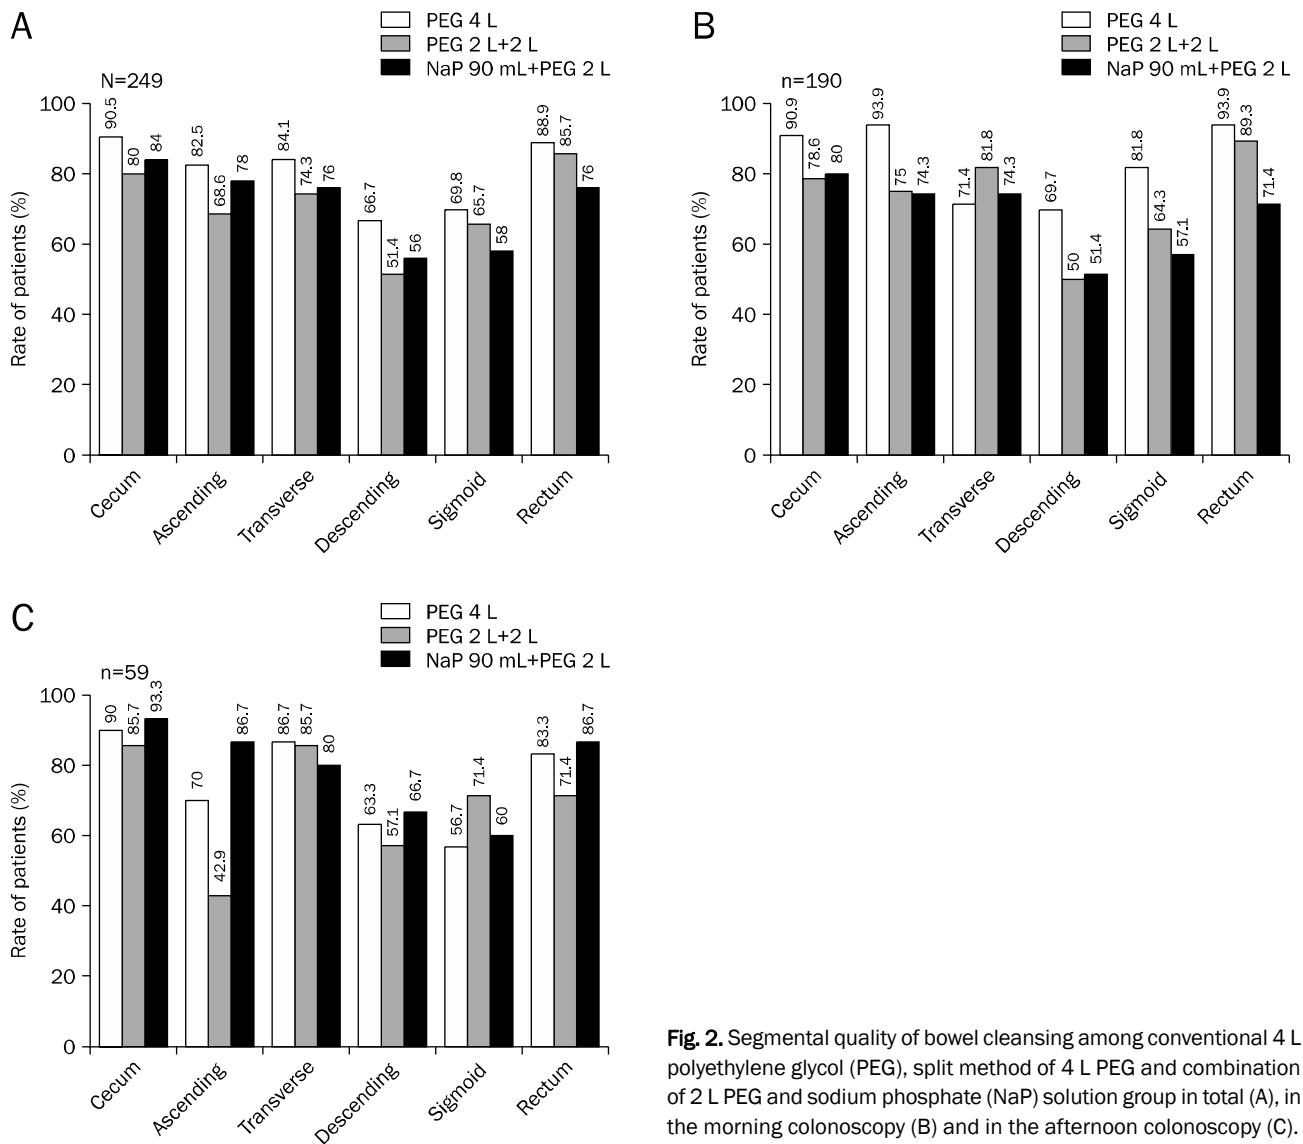 A
PEG 4 L
PEG 2 L+2 L
NaP 90 mL+PEG 2 L
N=249
Rate of patients (%)
100
80
60
40
20
0
90.5
80
84
82.5
68.6
78
84.1
74.3
76
66.7
51.4
56
69.8
65.7
58
88.9
85.7
76
Cecum
Ascending
Transverse
Descending
Sigmoid
Rectum
B
PEG 4 L
PEG 2 L+2 L
NaP 90 mL+PEG 2 L
n=190
Rate of patients (%)
100
80
60
40
20
0
90.9
78.6
80
93.9
75
74.3
71.4
81.8
74.3
69.7
50
51.4
81.8
64.3
57.1
93.9
89.3
71.4
Cecum
Ascending
Transverse
Descending
Sigmoid
Rectum
C
PEG 4 L
PEG 2 L+2 L
NaP 90 mL+PEG 2 L
n=59
Rate of patients (%)
100
80
60
40
20
0
90
85.7
93.3
70
42.9
86.7
86.7
85.7
80
63.3
57.1
66.7
56.7
71.4
60
83.3
71.4
86.7
Cecum
Ascending
Transverse
Descending
Sigmoid
Rectum
Fig. 2. Segmental quality of bowel cleansing among conventional 4 L
polyethylene glycol (PEG), split method of 4 L PEG and combination
of 2 L PEG and sodium phosphate (NaP) solution group in total (A), in
the morning colonoscopy (B) and in the afternoon colonoscopy (C).